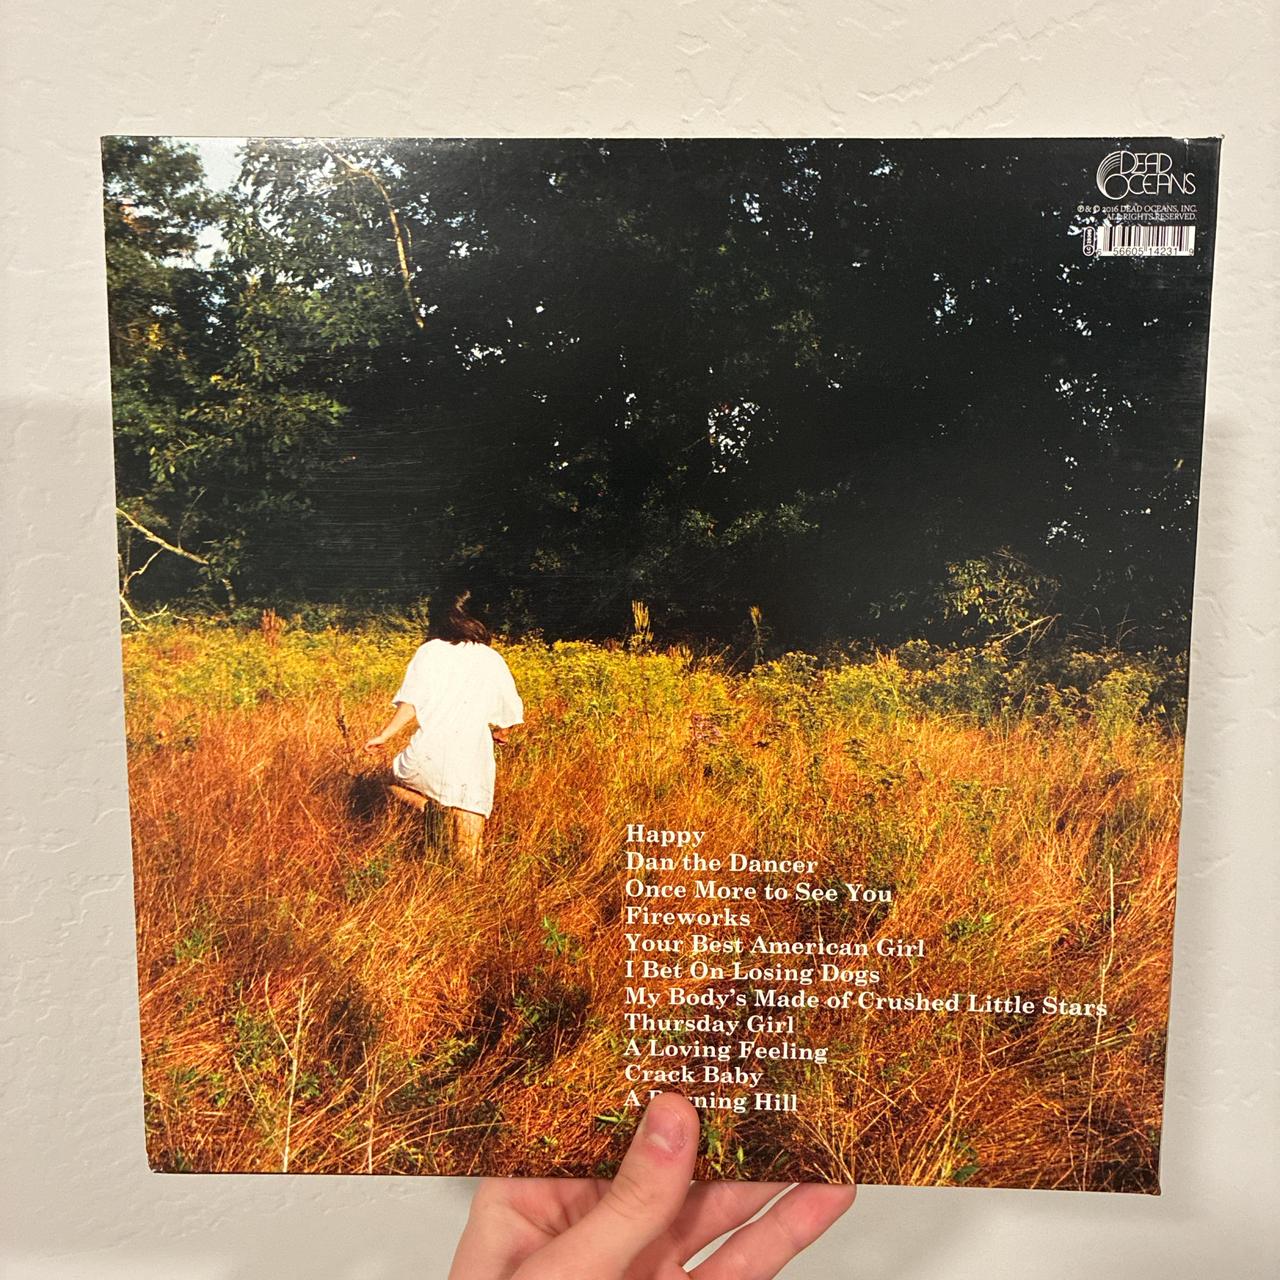 DEAD
OCEANS
℗ & © 2016 DEAD OCEANS, INC.
ALL RIGHTS RESERVED.
56605 14231
Happy
Dan the Dancer
Once More to See You
Fireworks
Your Best American Girl
I Bet On Losing Dogs
My Body's Made of Crushed Little Stars
Thursday Girl
A Loving Feeling
Crack Baby
A Hill